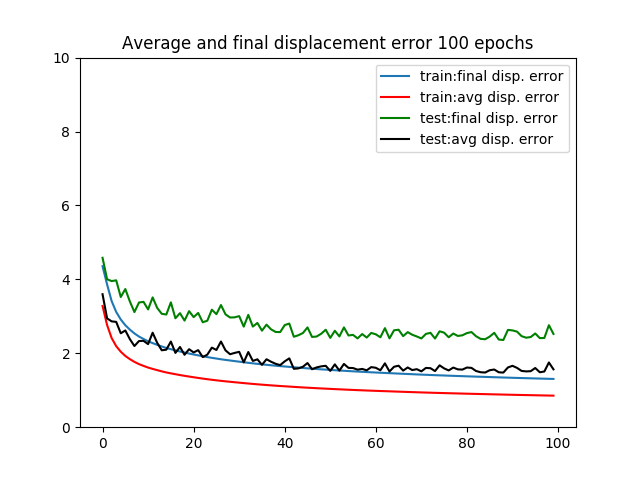 Average and final displacement error 100 epochs
10
train:final disp. error
train:avg disp. error
test:final disp. error
test:avg disp. error
8
6
4
2
0
0 20 40 60 80 100